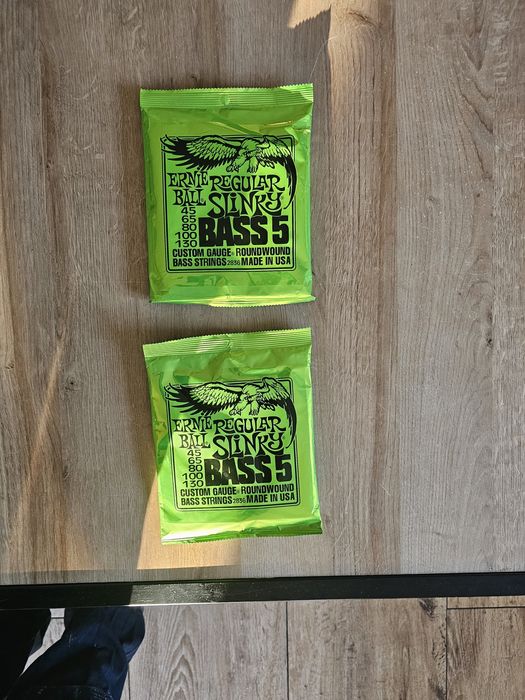 ERNIE BALL
REGULAR SLINKY
45
65
80
100
130
BASS 5
CUSTOM GAUGE · ROUNDWOUND
BASS STRINGS 2836 MADE IN USA
ERNIE BALL
REGULAR SLINKY
45
65
80
100
130
BASS 5
CUSTOM GAUGE · ROUNDWOUND
BASS STRINGS 2836 MADE IN USA